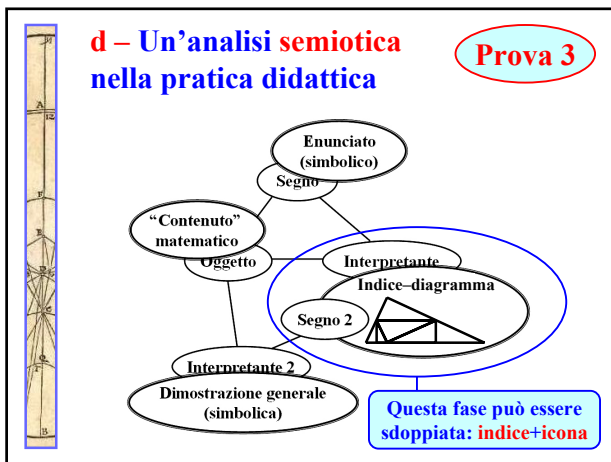 d – Un'analisi semiotica
nella pratica didattica
Prova 3
Enunciato
(simbolico)
Segno
"Contenuto"
matematico
Oggetto
Interpretante
Indice–diagramma
Segno 2
Interpretante 2
Dimostrazione generale
(simbolica)
Questa fase può essere
sdoppiata: indice+icona
A
12
F
E
C
B